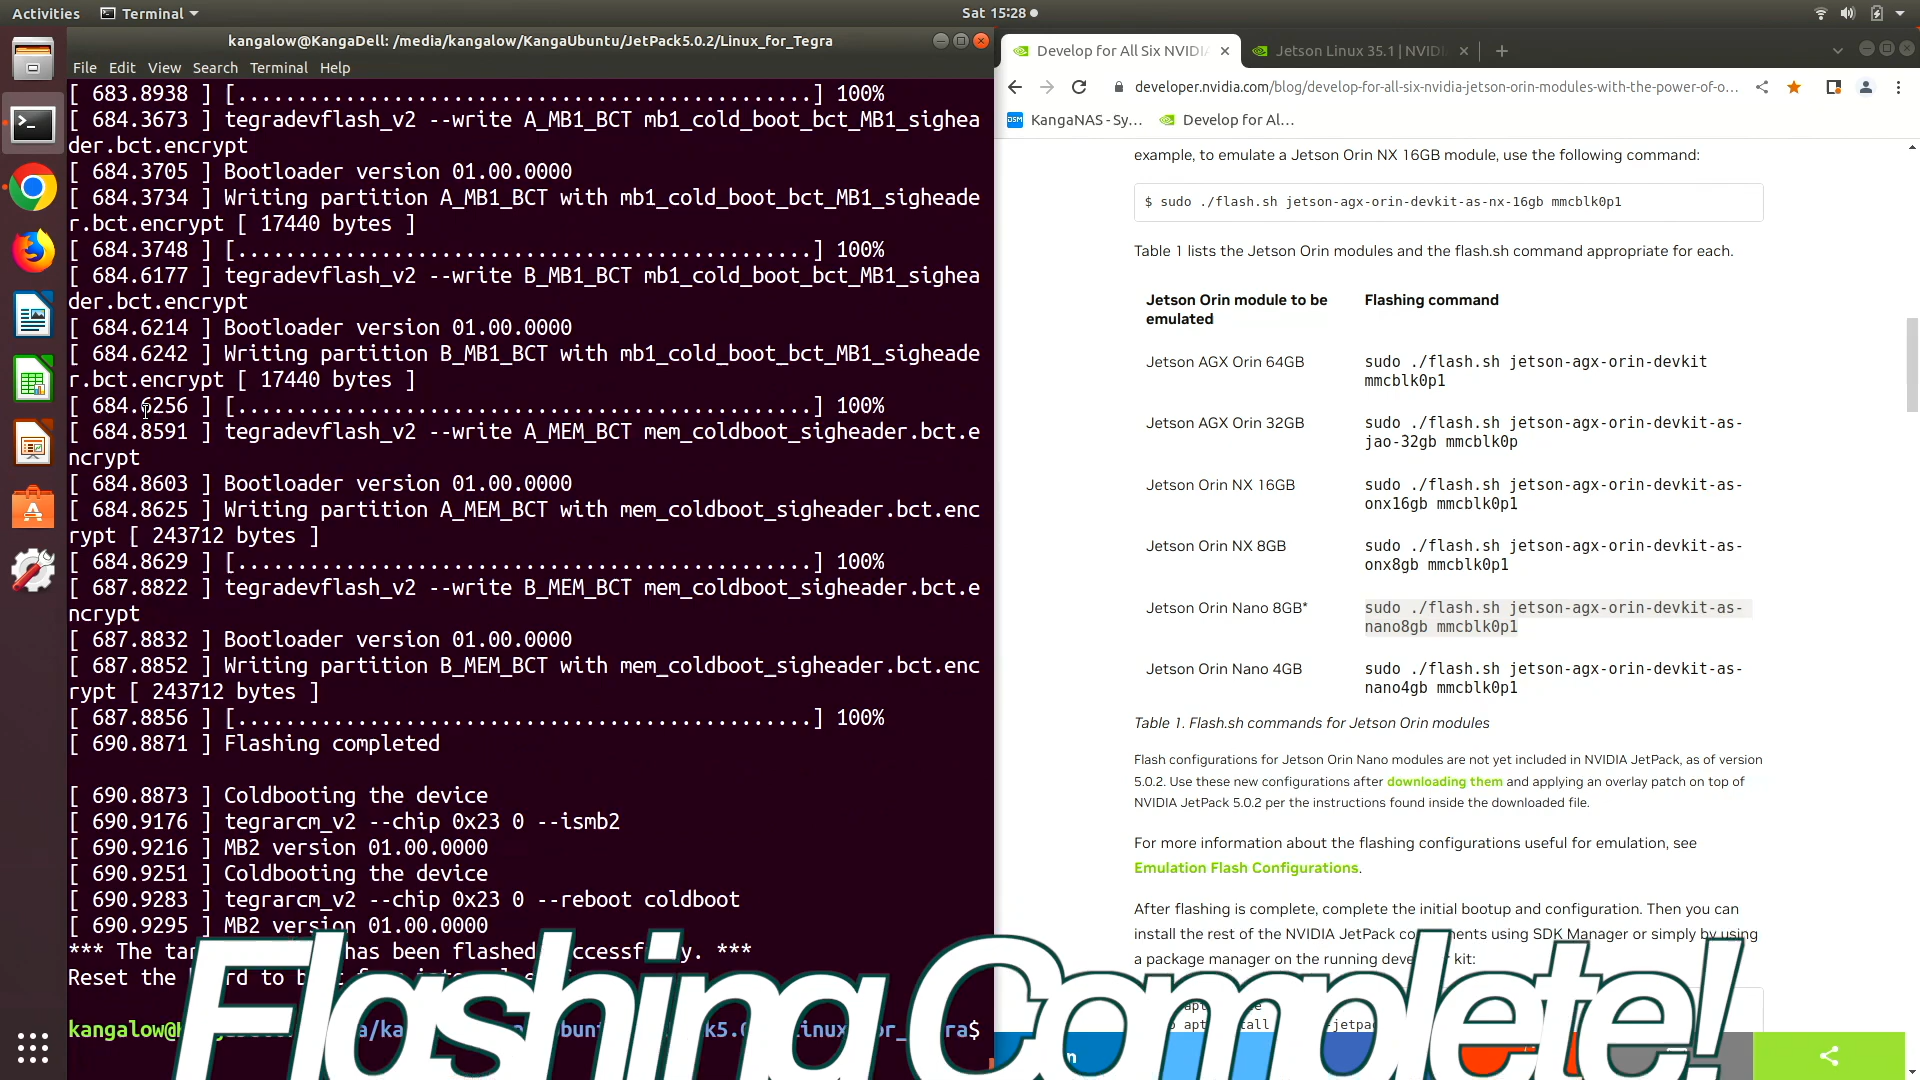 Activities
Terminal
Sat 15:28
kangalow@KangaDell: /media/kangalow/KangaUbuntu/JetPack5.0.2/Linux_for_Tegra
File Edit View Search Terminal Help
[ 683.8938 ] [................................................] 100%
[ 684.3673 ] tegradevflash_v2 --write A_MB1_BCT mb1_cold_boot_bct_MB1_sighea
der.bct.encrypt
[ 684.3705 ] Bootloader version 01.00.0000
[ 684.3734 ] Writing partition A_MB1_BCT with mb1_cold_boot_bct_MB1_sigheade
r.bct.encrypt [ 17440 bytes ]
[ 684.3748 ] [................................................] 100%
[ 684.6177 ] tegradevflash_v2 --write B_MB1_BCT mb1_cold_boot_bct_MB1_sighea
der.bct.encrypt
[ 684.6214 ] Bootloader version 01.00.0000
[ 684.6242 ] Writing partition B_MB1_BCT with mb1_cold_boot_bct_MB1_sigheade
r.bct.encrypt [ 17440 bytes ]
[ 684.6256 ] [................................................] 100%
[ 684.8591 ] tegradevflash_v2 --write A_MEM_BCT mem_coldboot_sigheader.bct.e
ncrypt
[ 684.8603 ] Bootloader version 01.00.0000
[ 684.8625 ] Writing partition A_MEM_BCT with mem_coldboot_sigheader.bct.enc
rypt [ 243712 bytes ]
[ 684.8629 ] [................................................] 100%
[ 687.8822 ] tegradevflash_v2 --write B_MEM_BCT mem_coldboot_sigheader.bct.e
ncrypt
[ 687.8832 ] Bootloader version 01.00.0000
[ 687.8852 ] Writing partition B_MEM_BCT with mem_coldboot_sigheader.bct.enc
rypt [ 243712 bytes ]
[ 687.8856 ] [................................................] 100%
[ 690.8871 ] Flashing completed
[ 690.8873 ] Coldbooting the device
[ 690.9176 ] tegrarcm_v2 --chip 0x23 0 --ismb2
[ 690.9216 ] MB2 version 01.00.0000
[ 690.9251 ] Coldbooting the device
[ 690.9283 ] tegrarcm_v2 --chip 0x23 0 --reboot coldboot
[ 690.9295 ] MB2 version 01.00.0000
*** The has been flashed *** 
Reset the
kangalow@
Develop for All Six NVIDI
Jetson Linux 35.1 | NVIDI
developer.nvidia.com/blog/develop-for-all-six-nvidia-jetson-orin-modules-with-the-power-of-o...
DSM KangaNAS - Sy...
Develop for Al...
example, to emulate a Jetson Orin NX 16GB module, use the following command:
$ sudo ./flash.sh jetson-agx-orin-devkit-as-nx-16gb mmcblk0p1
Table 1 lists the Jetson Orin modules and the flash.sh command appropriate for each.
Jetson Orin module to be
emulated
Flashing command
Jetson AGX Orin 64GB
sudo ./flash.sh jetson-agx-orin-devkit
mmcblk0p1
Jetson AGX Orin 32GB
sudo ./flash.sh jetson-agx-orin-devkit-as-
jao-32gb mmcblk0p
Jetson Orin NX 16GB
sudo ./flash.sh jetson-agx-orin-devkit-as-
onx16gb mmcblk0p1
Jetson Orin NX 8GB
sudo ./flash.sh jetson-agx-orin-devkit-as-
onx8gb mmcblk0p1
Jetson Orin Nano 8GB*
sudo ./flash.sh jetson-agx-orin-devkit-as-
nano8gb mmcblk0p1
Jetson Orin Nano 4GB
sudo ./flash.sh jetson-agx-orin-devkit-as-
nano4gb mmcblk0p1
Table 1. Flash.sh commands for Jetson Orin modules
Flash configurations for Jetson Orin Nano modules are not yet included in NVIDIA JetPack, as of version
5.0.2. Use these new configurations after downloading them and applying an overlay patch on top of
NVIDIA JetPack 5.0.2 per the instructions found inside the downloaded file.
For more information about the flashing configurations useful for emulation, see
Emulation Flash Configurations.
After flashing is complete, complete the initial bootup and configuration. Then you can
install the rest of the NVIDIA JetPack using SDK Manager or simply by using
a package manager on the running kit:
Flashing Complete!